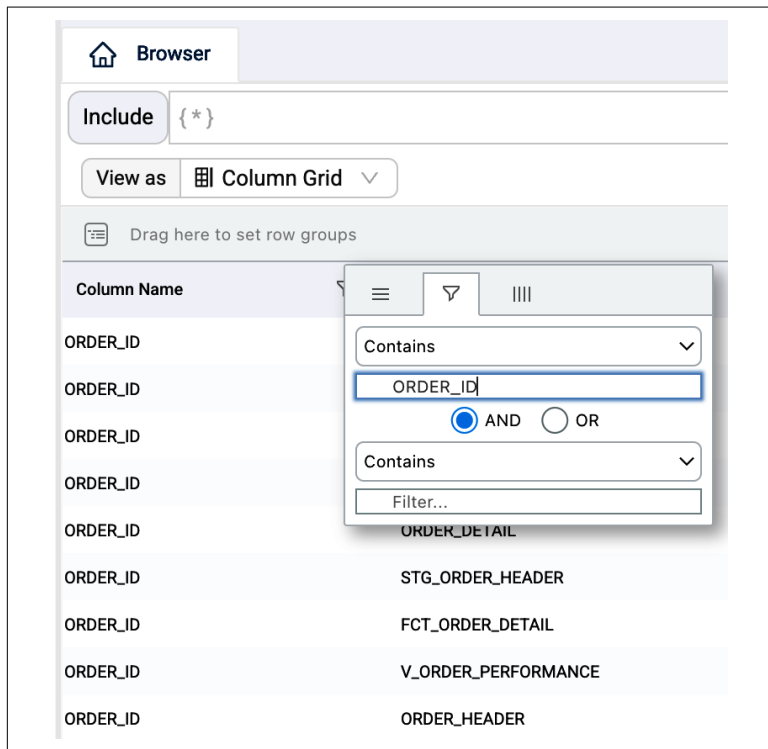 Browser
Include {*}
View as Column Grid
Drag here to set row groups
Column Name
Contains
ORDER_ID
AND OR
Contains
Filter...
ORDER_ID
ORDER_ID
ORDER_ID
ORDER_ID
ORDER_ID ORDER_DETAIL
ORDER_ID STG_ORDER_HEADER
ORDER_ID FCT_ORDER_DETAIL
ORDER_ID V_ORDER_PERFORMANCE
ORDER_ID ORDER_HEADER